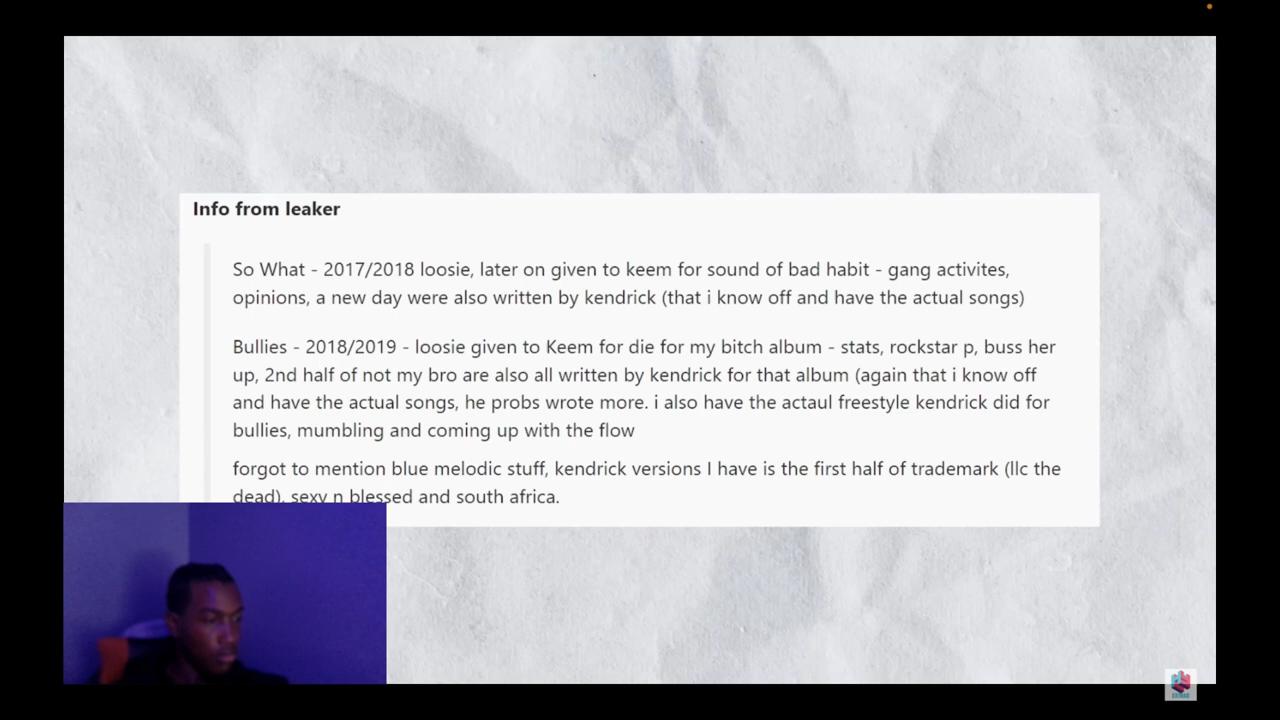 Info from leaker
So What - 2017/2018 loosie, later on given to keem for sound of bad habit - gang activites,
opinions, a new day were also written by kendrick (that i know off and have the actual songs)
Bullies - 2018/2019 - loosie given to Keem for die for my bitch album - stats, rockstar p, buss her
up, 2nd half of not my bro are also all written by kendrick for that album (again that i know off
and have the actual songs, he probs wrote more. i also have the actaul freestyle kendrick did for
bullies, mumbling and coming up with the flow
forgot to mention blue melodic stuff, kendrick versions I have is the first half of trademark (llc the
dead), sexy n blessed and south africa.